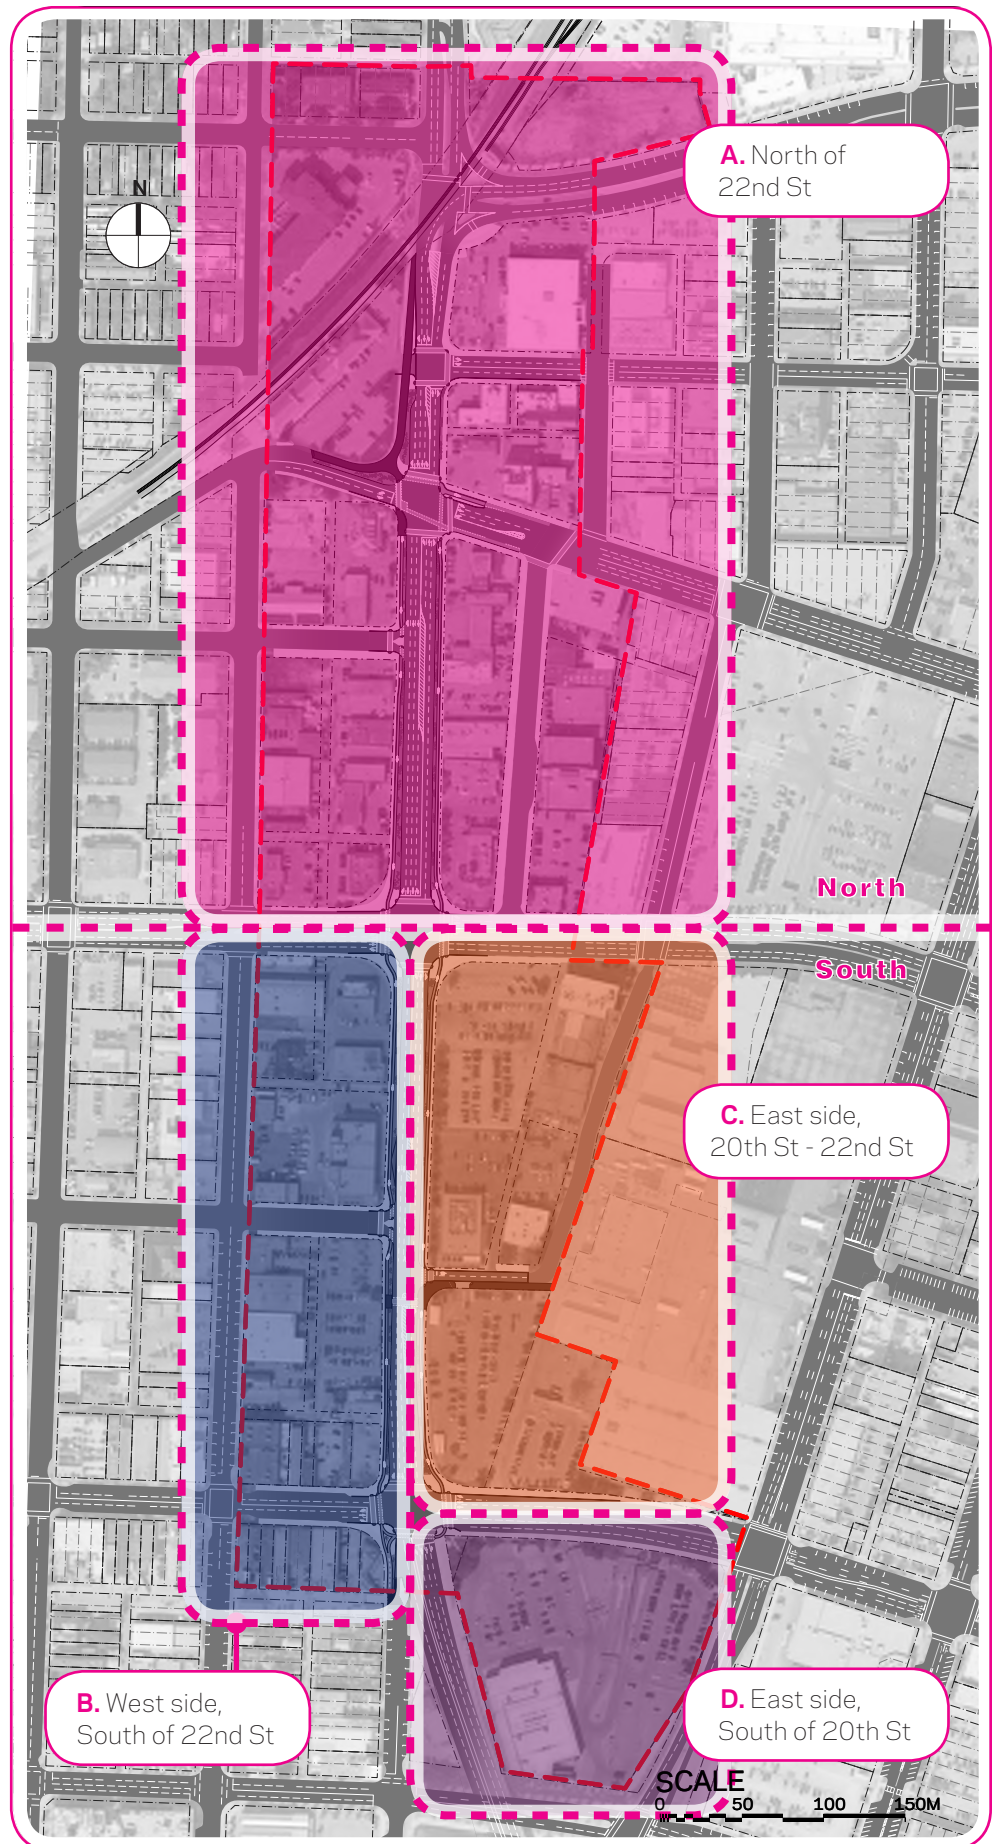 A. North of
22nd St
N
North
South
C. East side,
20th St - 22nd St
B. West side,
South of 22nd St
D. East side,
South of 20th St
SCALE
0 50 100 150M